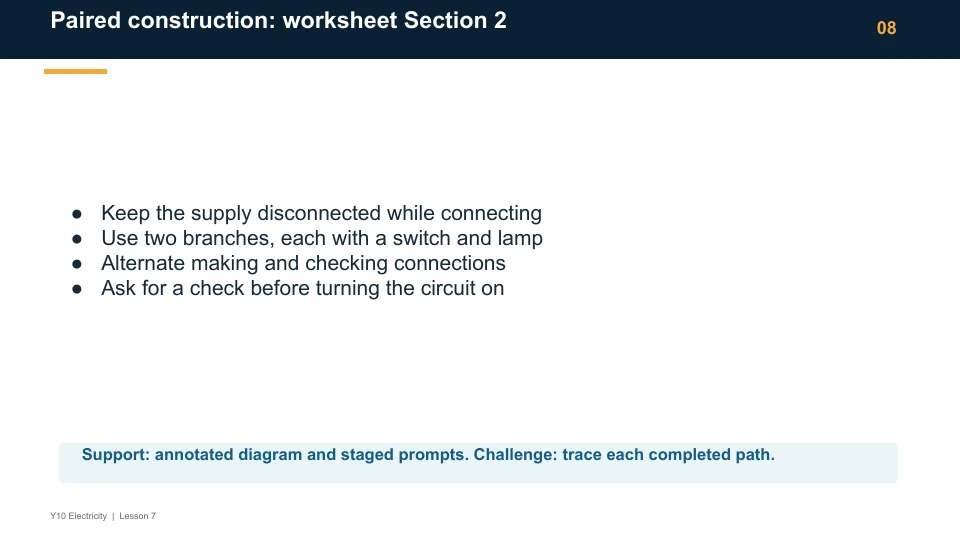 Paired construction: worksheet Section 2
08
● Keep the supply disconnected while connecting
● Use two branches, each with a switch and lamp
● Alternate making and checking connections
● Ask for a check before turning the circuit on
Support: annotated diagram and staged prompts. Challenge: trace each completed path.
Y10 Electricity | Lesson 7